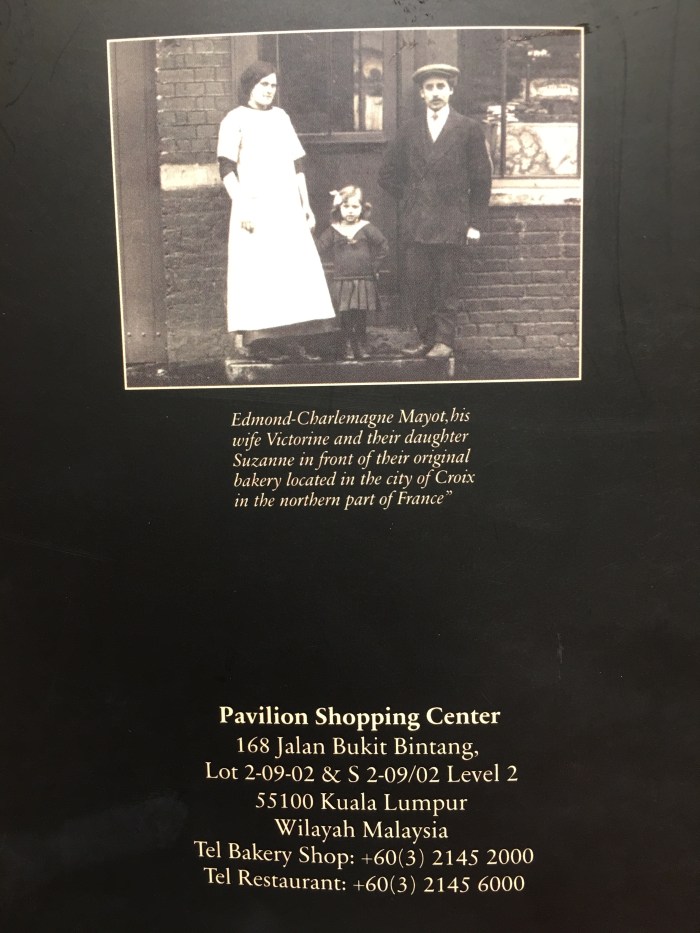 Edmond-Charlemagne Mayot,his
wife Victorine and their daughter
Suzanne in front of their original
bakery located in the city of Croix
in the northern part of France"
Pavilion Shopping Center
168 Jalan Bukit Bintang,
Lot 2-09-02 & S 2-09/02 Level 2
55100 Kuala Lumpur
Wilayah Malaysia
Tel Bakery Shop: +60(3) 2145 2000
Tel Restaurant: +60(3) 2145 6000